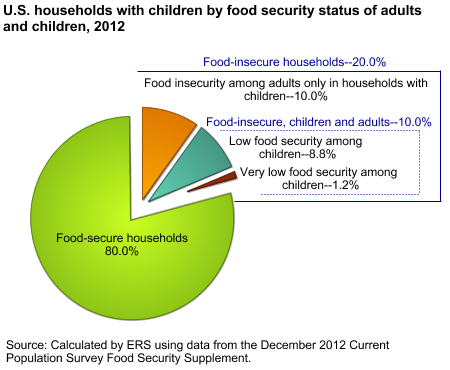 U.S. households with children by food security status of adults
and children, 2012
Food-insecure households--20.0%
Food insecurity among adults only in households with
children--10.0%
Food-insecure, children and adults--10.0%
Low food security among
children--8.8%
Very low food security among
children--1.2%
Food-secure households
80.0%
Source: Calculated by ERS using data from the December 2012 Current
Population Survey Food Security Supplement.